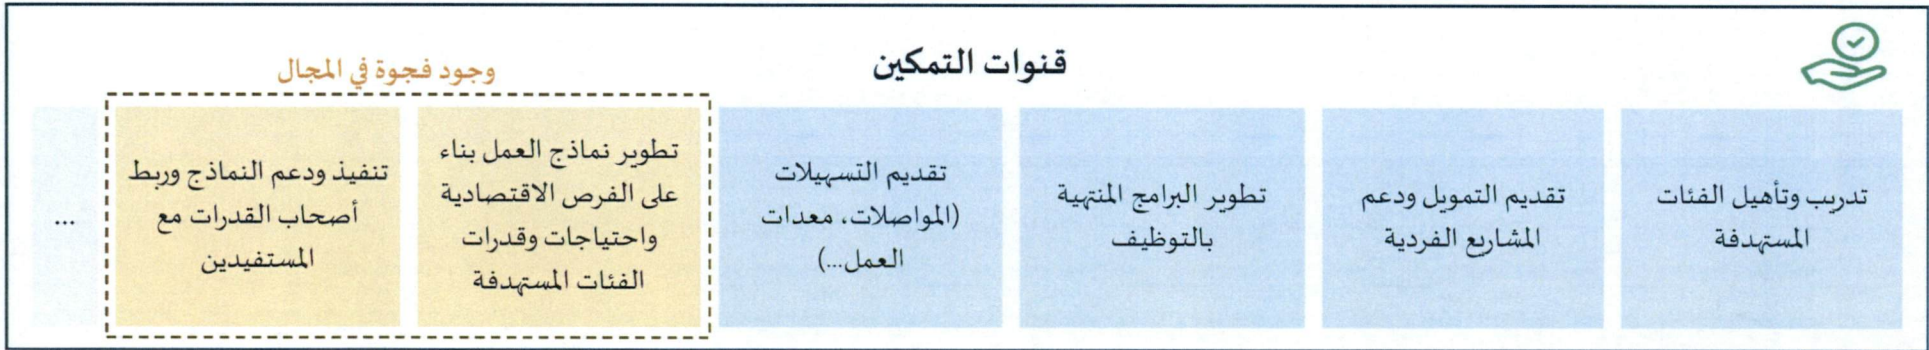 قنوات التمكين
وجود فجوة في المجال
تدريب وتأهيل الفئات
المستهدفة
تقديم التمويل ودعم
المشاريع الفردية
تطوير البرامج المنتهية
بالتوظيف
تقديم التسهيلات
(المواصلات، معدات
العمل...)
تطوير نماذج العمل بناء
على الفرص الاقتصادية
واحتياجات وقدرات
الفئات المستهدفة
تنفيذ ودعم النماذج وربط
أصحاب القدرات مع
المستفيدين
...